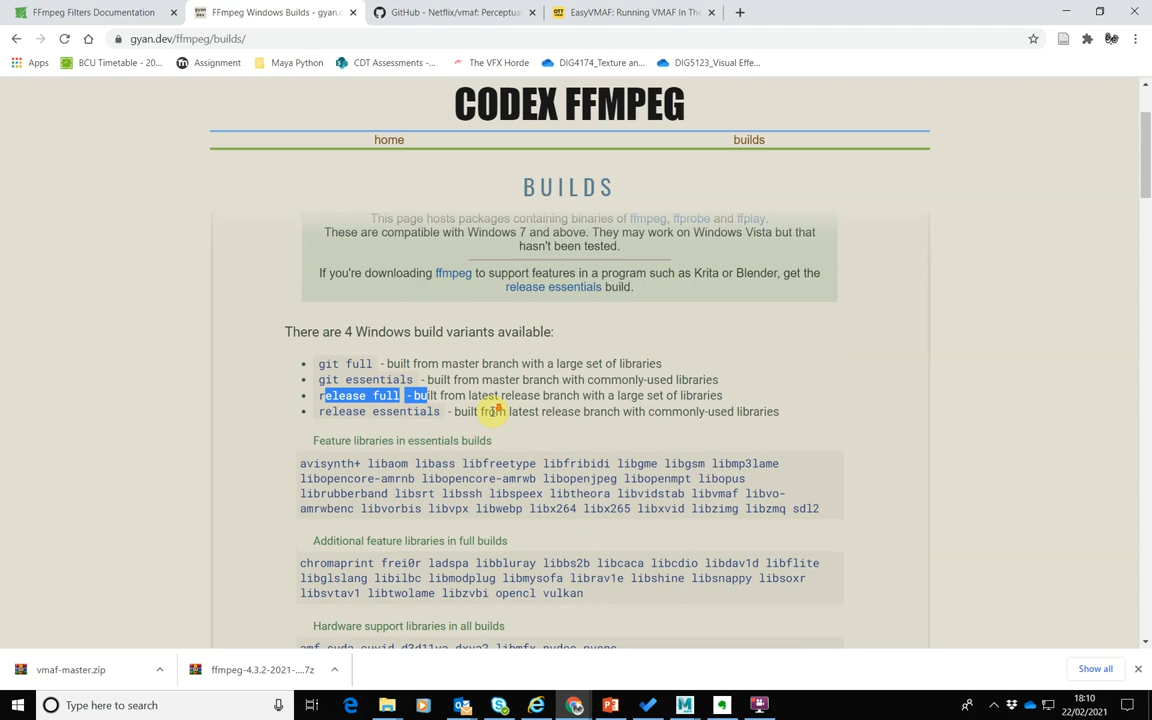 FFmpeg Filters Documentation
FFmpeg Windows Builds - gyan.d
GitHub - Netflix/vmaf: Perceptual
EasyVMAF: Running VMAF In The
gyan.dev/ffmpeg/builds/
Apps
BCU Timetable - 20...
Assignment
Maya Python
CDT Assessments -...
The VFX Horde
DIG4174_Texture an...
DIG5123_Visual Effe...
CODEX FFMPEG
home
builds
BUILDS
This page hosts packages containing binaries of ffmpeg, ffprobe and ffplay.
These are compatible with Windows 7 and above. They may work on Windows Vista but that
hasn't been tested.
If you're downloading ffmpeg to support features in a program such as Krita or Blender, get the
release essentials build.
There are 4 Windows build variants available:
• git full - built from master branch with a large set of libraries
• git essentials - built from master branch with commonly-used libraries
• release full - built from latest release branch with a large set of libraries
• release essentials - built from latest release branch with commonly-used libraries
Feature libraries in essentials builds
avisynth+ libaom libass libfreetype libfribidi libgme libgsm libmp3lame
libopencore-amrnb libopencore-amrwb libopenjpeg libopenmpt libopus
librubberband libsrt libssh libspeex libtheora libvidstab libvmaf libvo-
amrwbenc libvorbis libvpx libwebp libx264 libx265 libxvid libzimg libzmq sdl2
Additional feature libraries in full builds
chromaprint frei0r ladspa libbluray libbs2b libcaca libcdio libdav1d libflite
libglslang libilbc libmodplug libmysofa librav1e libshine libsnappy libsoxr
libsvtav1 libtwolame libzvbi opencl vulkan
Hardware support libraries in all builds
amf cuda cuvid d3d11va dxva2 libmfx nvdec nvenc
vmaf-master.zip
ffmpeg-4.3.2-2021-....7z
Show all
Type here to search
18:10
22/02/2021